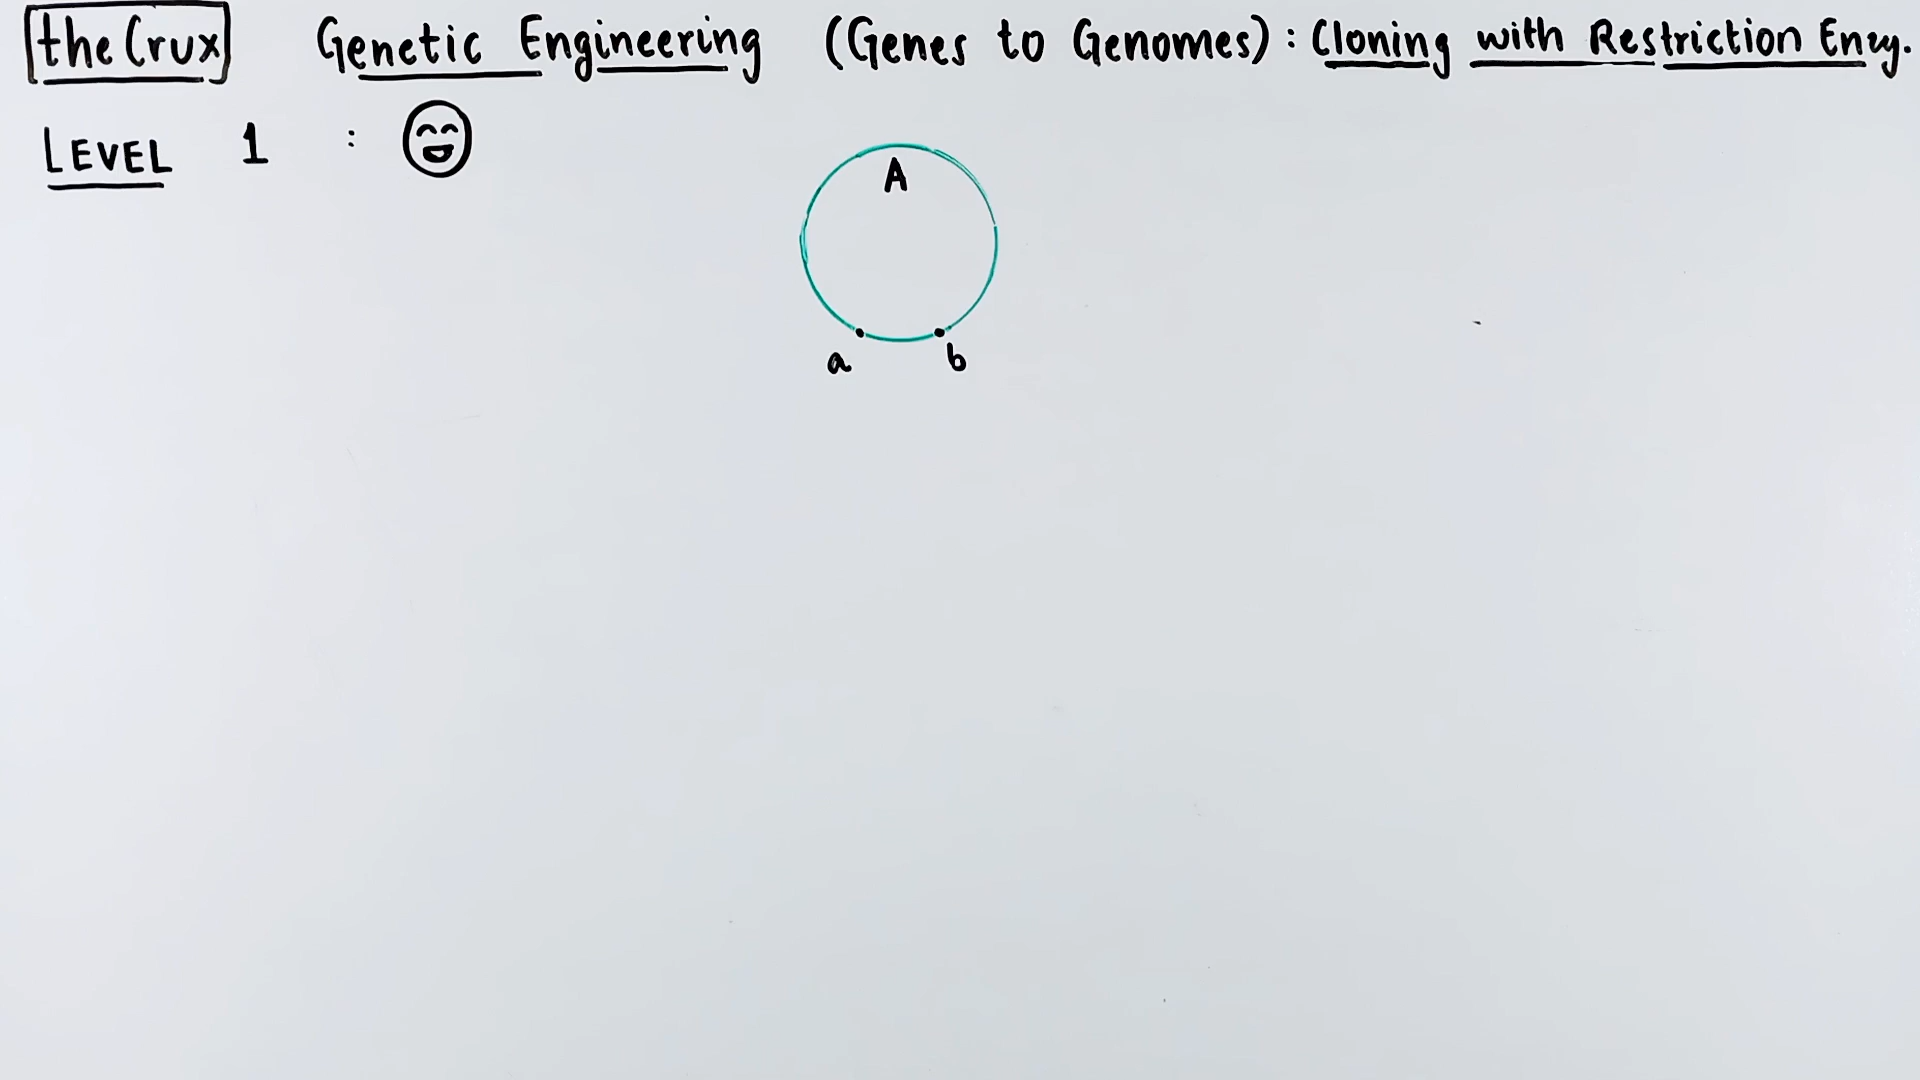 the Crux Genetic Engineering (Genes to Genomes) : Cloning with Restriction Enzy.
LEVEL 1 :
A
a b